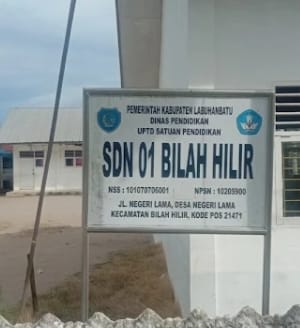 PEMERINTAH KABUPATEN LABUHANBATU
DINAS PENDIDIKAN
UPTD SATUAN PENDIDIKAN
SDN 01 BILAH HILIR
NSS : 101070706001 NPSN : 10205900
JL. NEGERI LAMA, DESA NEGERI LAMA
KECAMATAN BILAH HILIR, KODE POS 21471